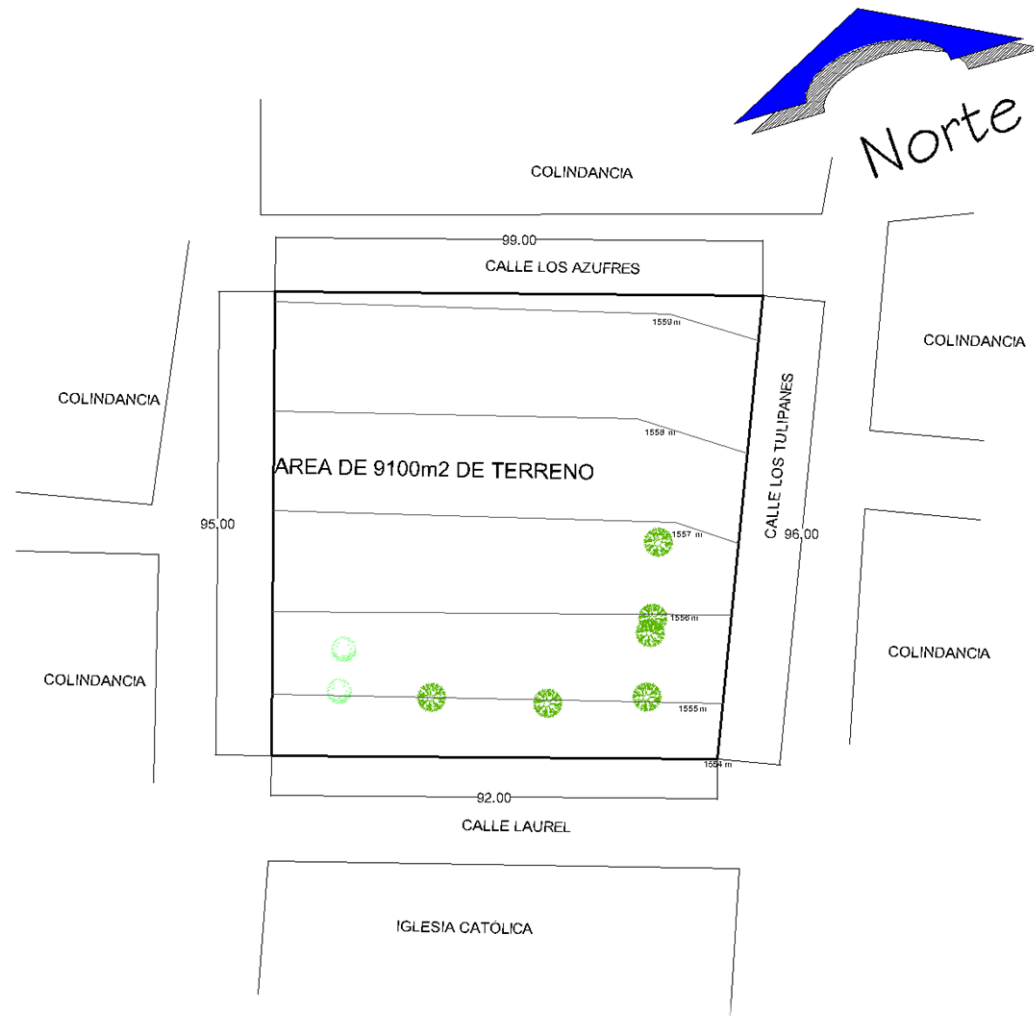 Norte
COLINDANCIA
99.00
CALLE LOS AZUFRES
1559 m
COLINDANCIA
COLINDANCIA
CALLE LOS TULIPANES
1558 m
AREA DE 9100m2 DE TERRENO
95.00
1557 m
96.00
1556 m
COLINDANCIA
COLINDANCIA
1555 m
1554 m
92.00
CALLE LAUREL
IGLESIA CATÓLICA